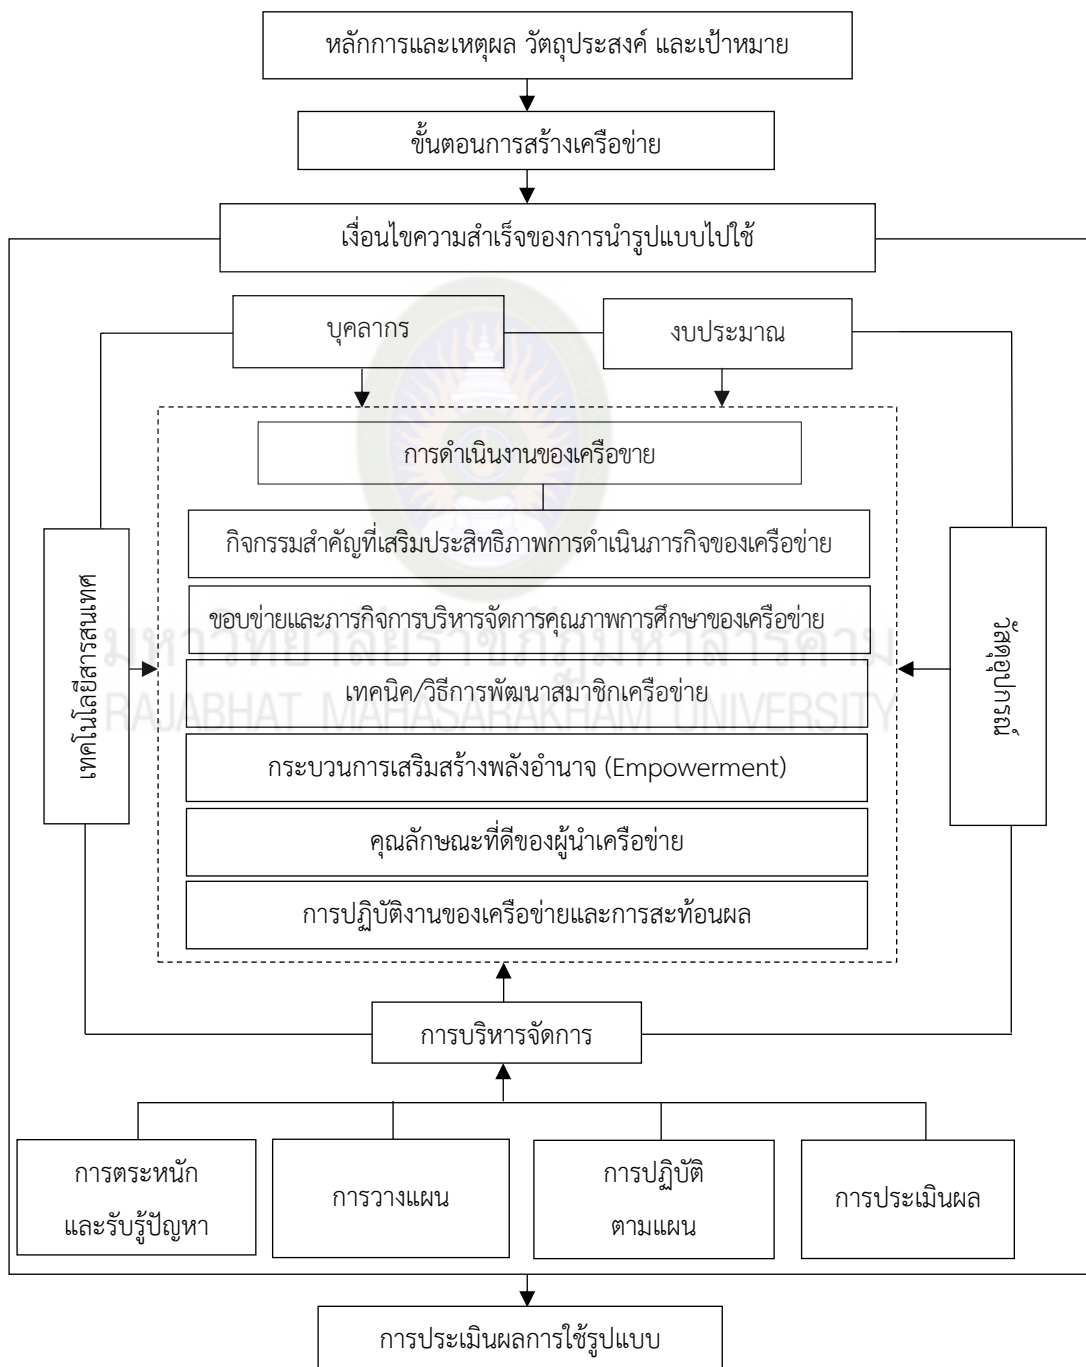 หลักการและเหตุผล วัตถุประสงค์ และเป้าหมาย
ขั้นตอนการสร้างเครือข่าย
เงื่อนไขความสำเร็จของการนำรูปแบบไปใช้
บุคลากร
งบประมาณ
การดำเนินงานของเครือขาย
กิจกรรมสำคัญที่เสริมประสิทธิภาพการดำเนินภารกิจของเครือข่าย
ขอบข่ายและภารกิจการบริหารจัดการคุณภาพการศึกษาของเครือข่าย
มหาวิทยาลัยราชภัฏมหาสารคาม
เทคนิค/วิธีการพัฒนาสมาชิกเครือข่าย
RAJABHAT MAHASARAKHAM UNIVERSITY
กระบวนการเสริมสร้างพลังอำนาจ (Empowerment)
คุณลักษณะที่ดีของผู้นำเครือข่าย
การปฏิบัติงานของเครือข่ายและการสะท้อนผล
เทคโนโลยีสารสนเทศ
วัสดุอุปกรณ์
การบริหารจัดการ
การตระหนัก
และรับรู้ปัญหา
การวางแผน
การปฏิบัติ
ตามแผน
การประเมินผล
การประเมินผลการใช้รูปแบบ